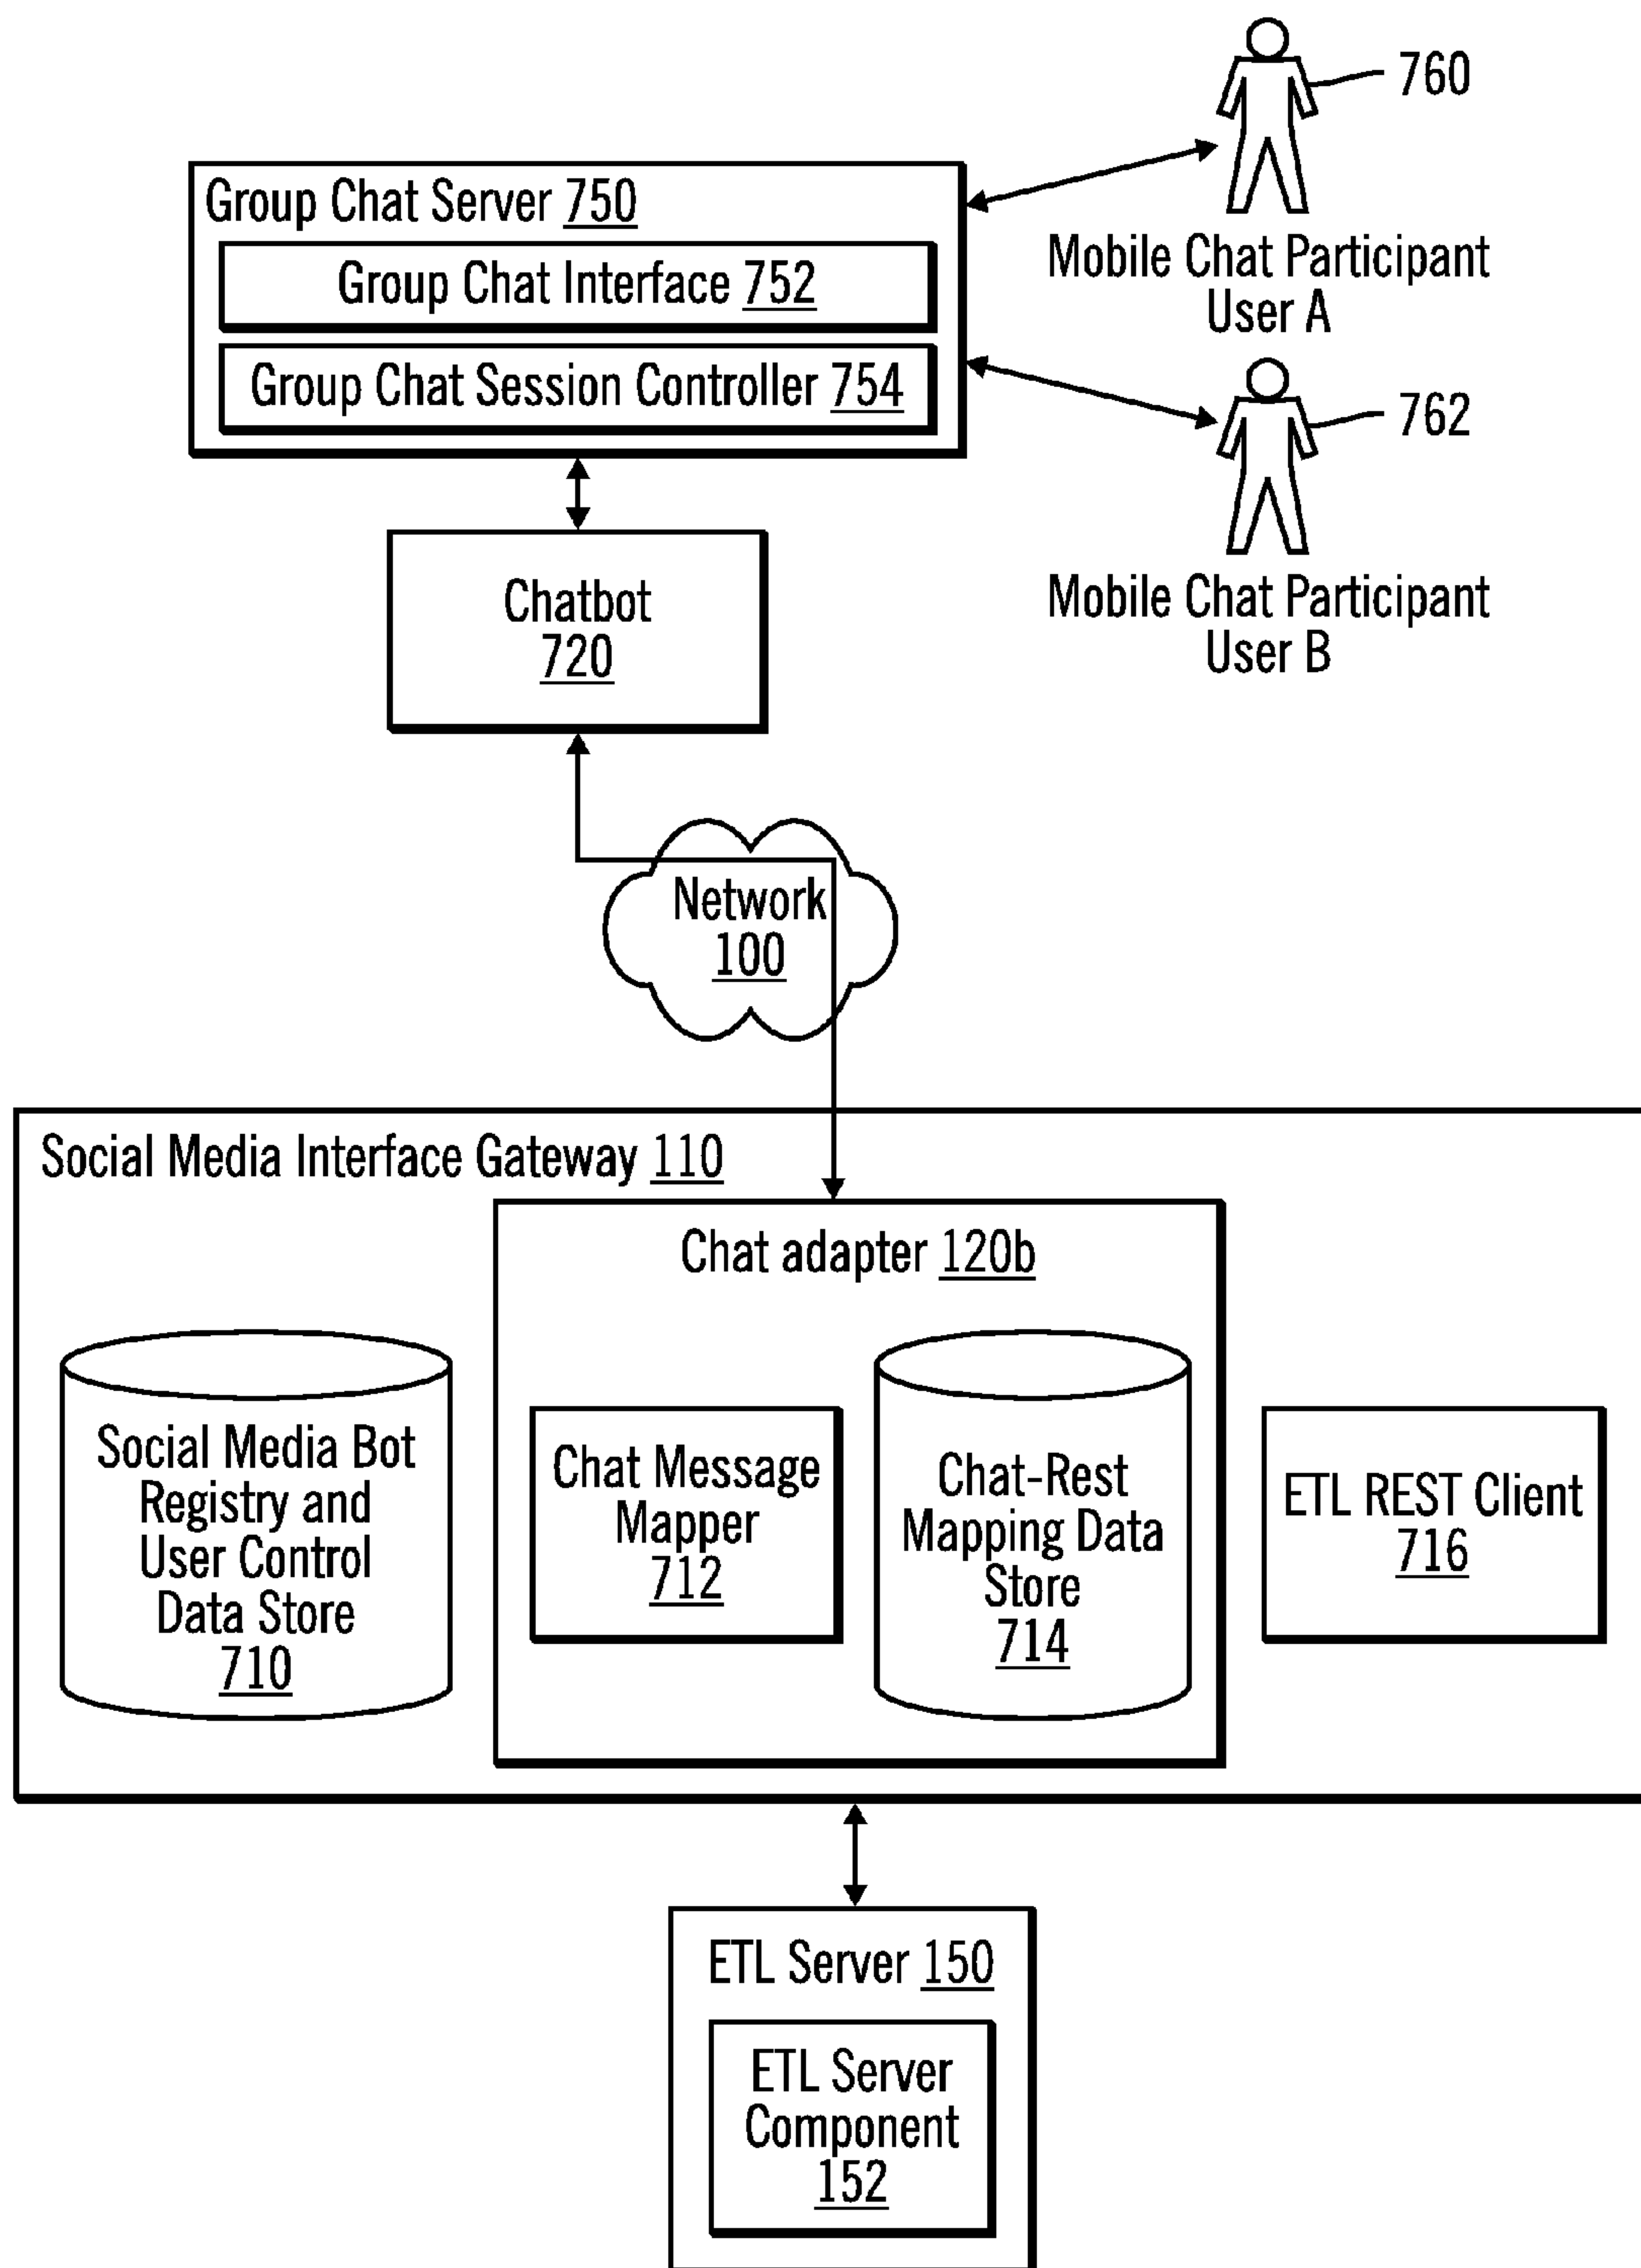 760
Group Chat Server 750
Group Chat Interface 752
Group Chat Session Controller 754
Mobile Chat Participant
User A
762
Mobile Chat Participant
User B
Chatbot
720
Network
100
Social Media Interface Gateway 110
Chat adapter 120b
Social Media Bot
Registry and
User Control
Data Store
710
Chat Message
Mapper
712
Chat-Rest
Mapping Data
Store
714
ETL REST Client
716
ETL Server 150
ETL Server
Component
152